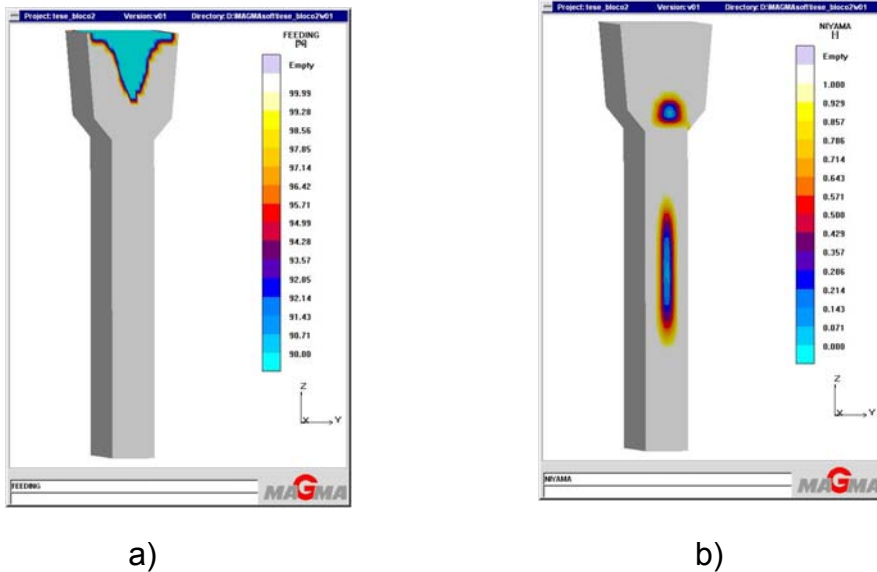 Project: tese_bloco2 Version: v01 Directory: D:\MAGMAsoft\tese_bloco2\v01
FEEDING
[%]
Empty
99.99
99.28
98.56
97.85
97.14
96.42
95.71
94.99
94.28
93.57
92.85
92.14
91.43
90.71
90.00
Z
X Y
FEEDING
MAGMA
a)
Project: tese_bloco2 Version: v01 Directory: D:\MAGMAsoft\tese_bloco2\v01
NIYAMA
[-]
Empty
1.000
0.929
0.857
0.786
0.714
0.643
0.571
0.500
0.429
0.357
0.286
0.214
0.143
0.071
0.000
Z
X Y
NIYAMA
MAGMA
b)